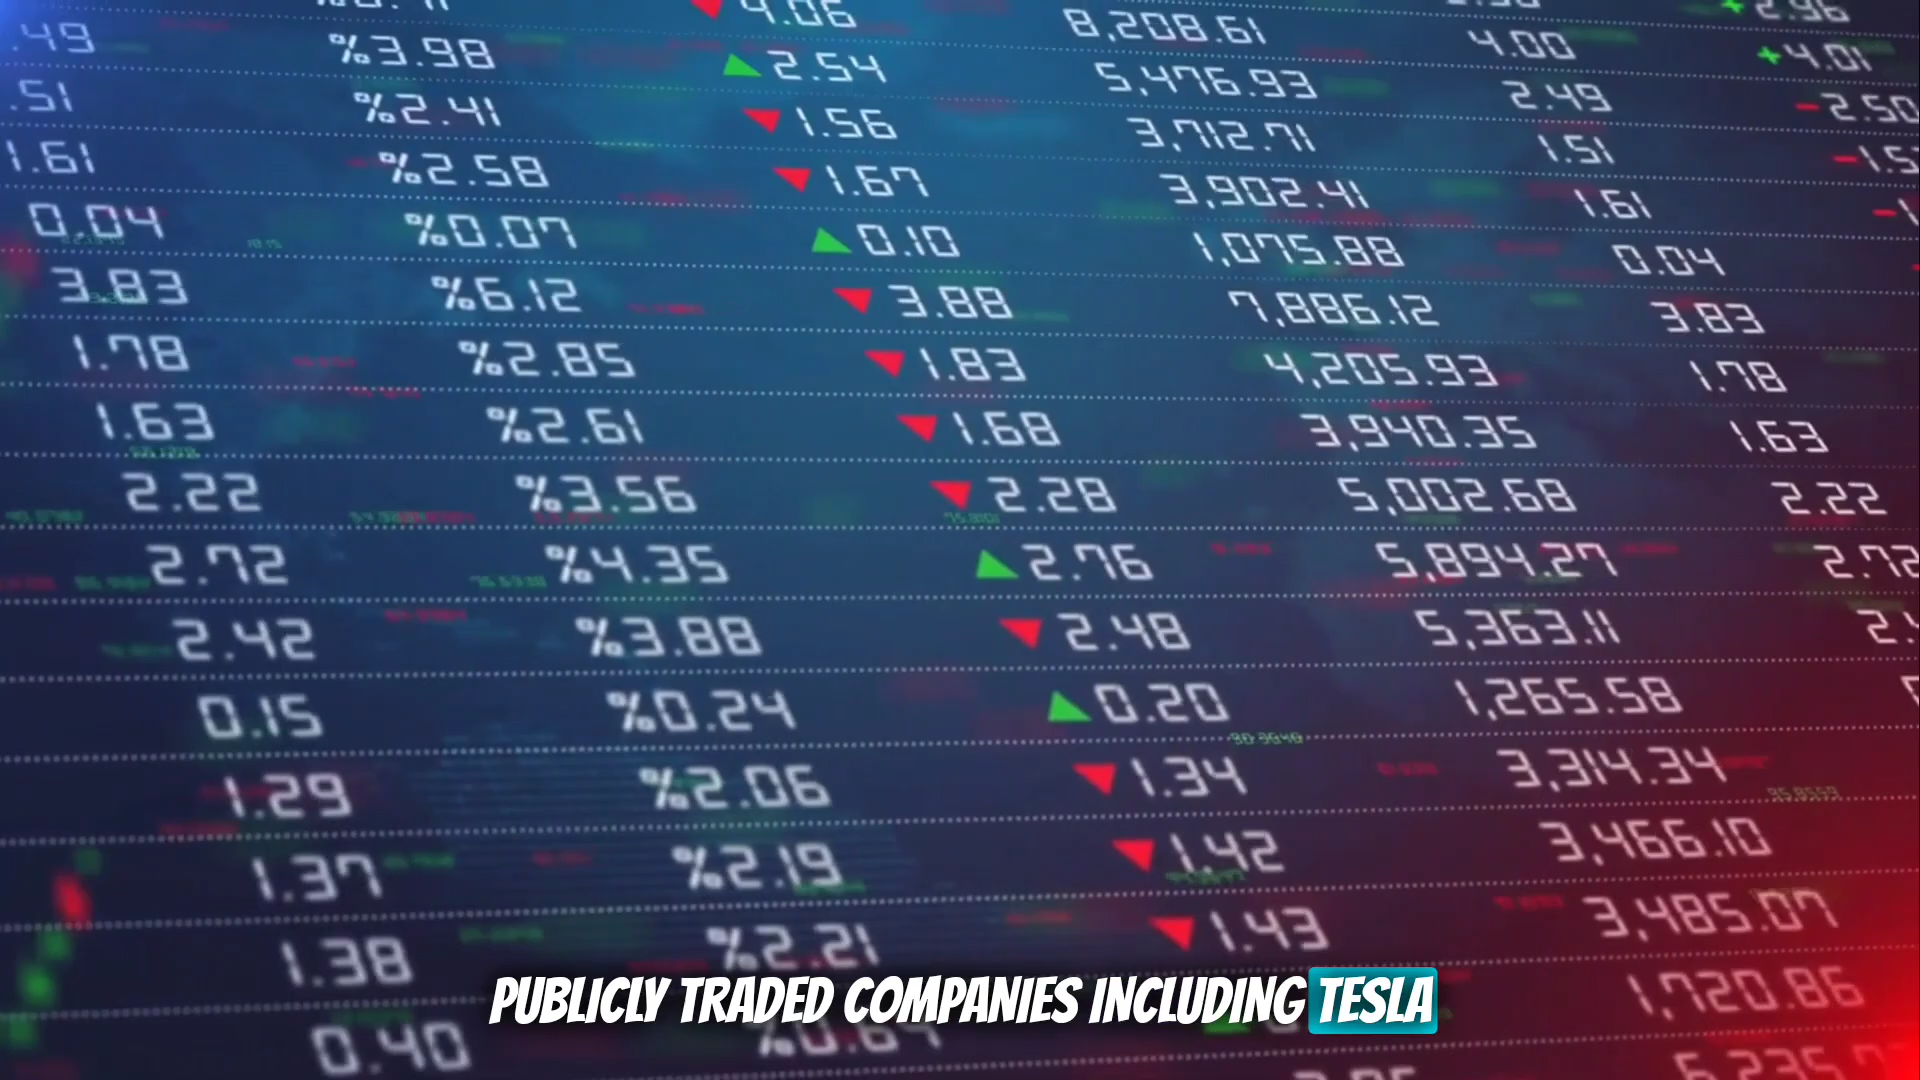 .49 %3.98 2.54 5,476.93 2.49
4.06 8,208.61 4.00 +4.01
.51 %2.41 1.56 3,712.71 1.51
1.61 %2.58 1.67 3,902.41 1.61
0.04 %0.07 0.10 1,075.88 0.04
3.83 %6.12 3.88 7,886.12 3.83
1.78 %2.85 1.83 4,205.93 1.78
1.63 %2.61 1.68 3,940.35 1.63
2.22 %3.56 2.28 5,002.68 2.22
2.72 %4.35 2.76 5,894.27 2.72
2.42 %3.88 2.48 5,363.11
0.15 %0.24 0.20 1,265.58
1.29 %2.06 1.34 3,314.34
1.37 %2.19 1.42 3,466.10
1.38 %2.21 1.43 3,485.07
PUBLICLY TRADED COMPANIES INCLUDING TESLA
0.40 1,720.86